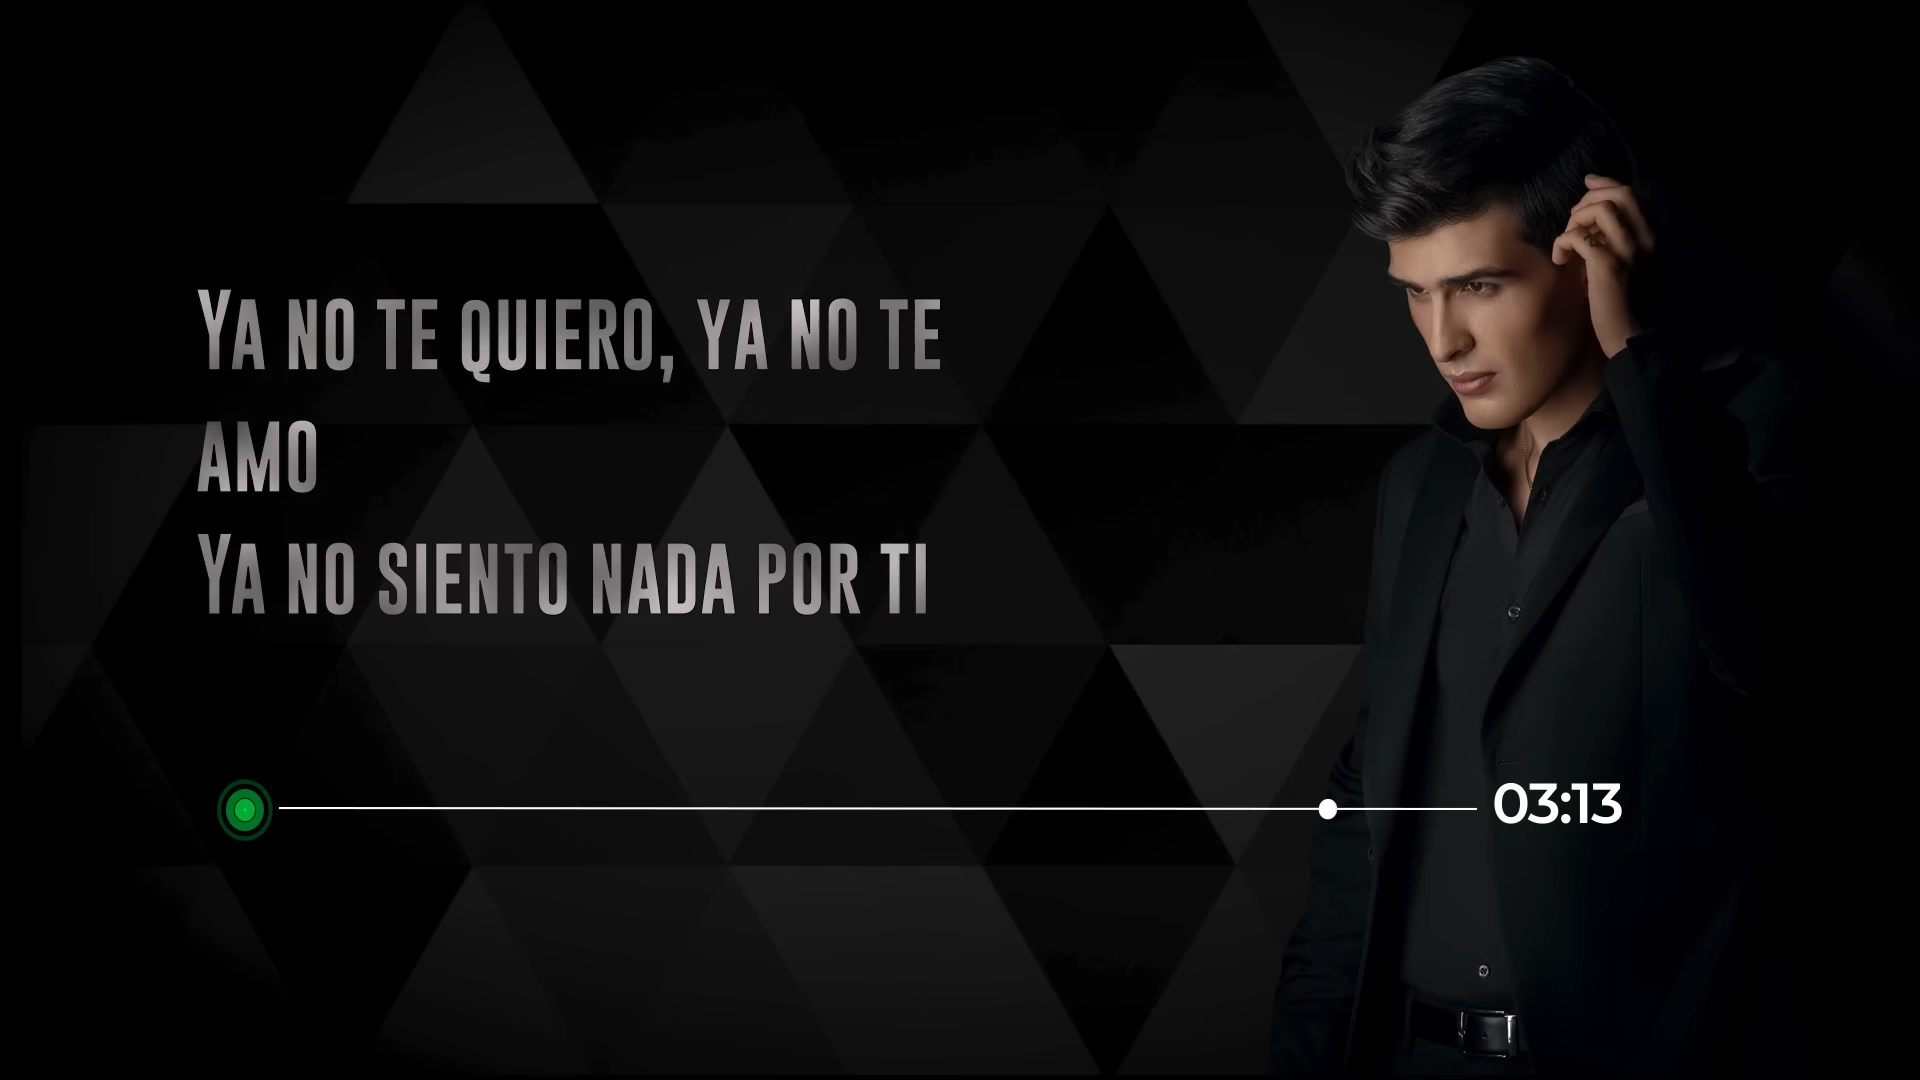 Ya no te quiero, ya no te
amo
Ya no siento nada por ti
03:13